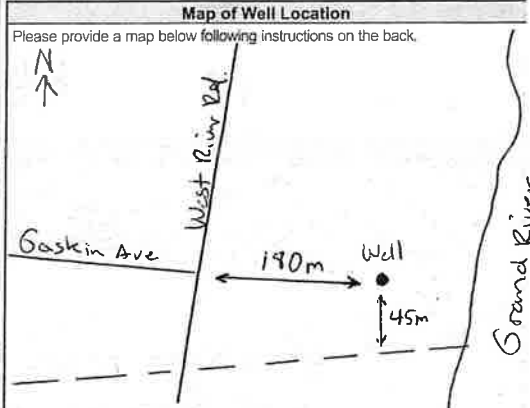 Map of Well Location
Please provide a map below following instructions on the back.
N
West River Rd.
Gaskin Ave
190m
Well
45m
Grand River